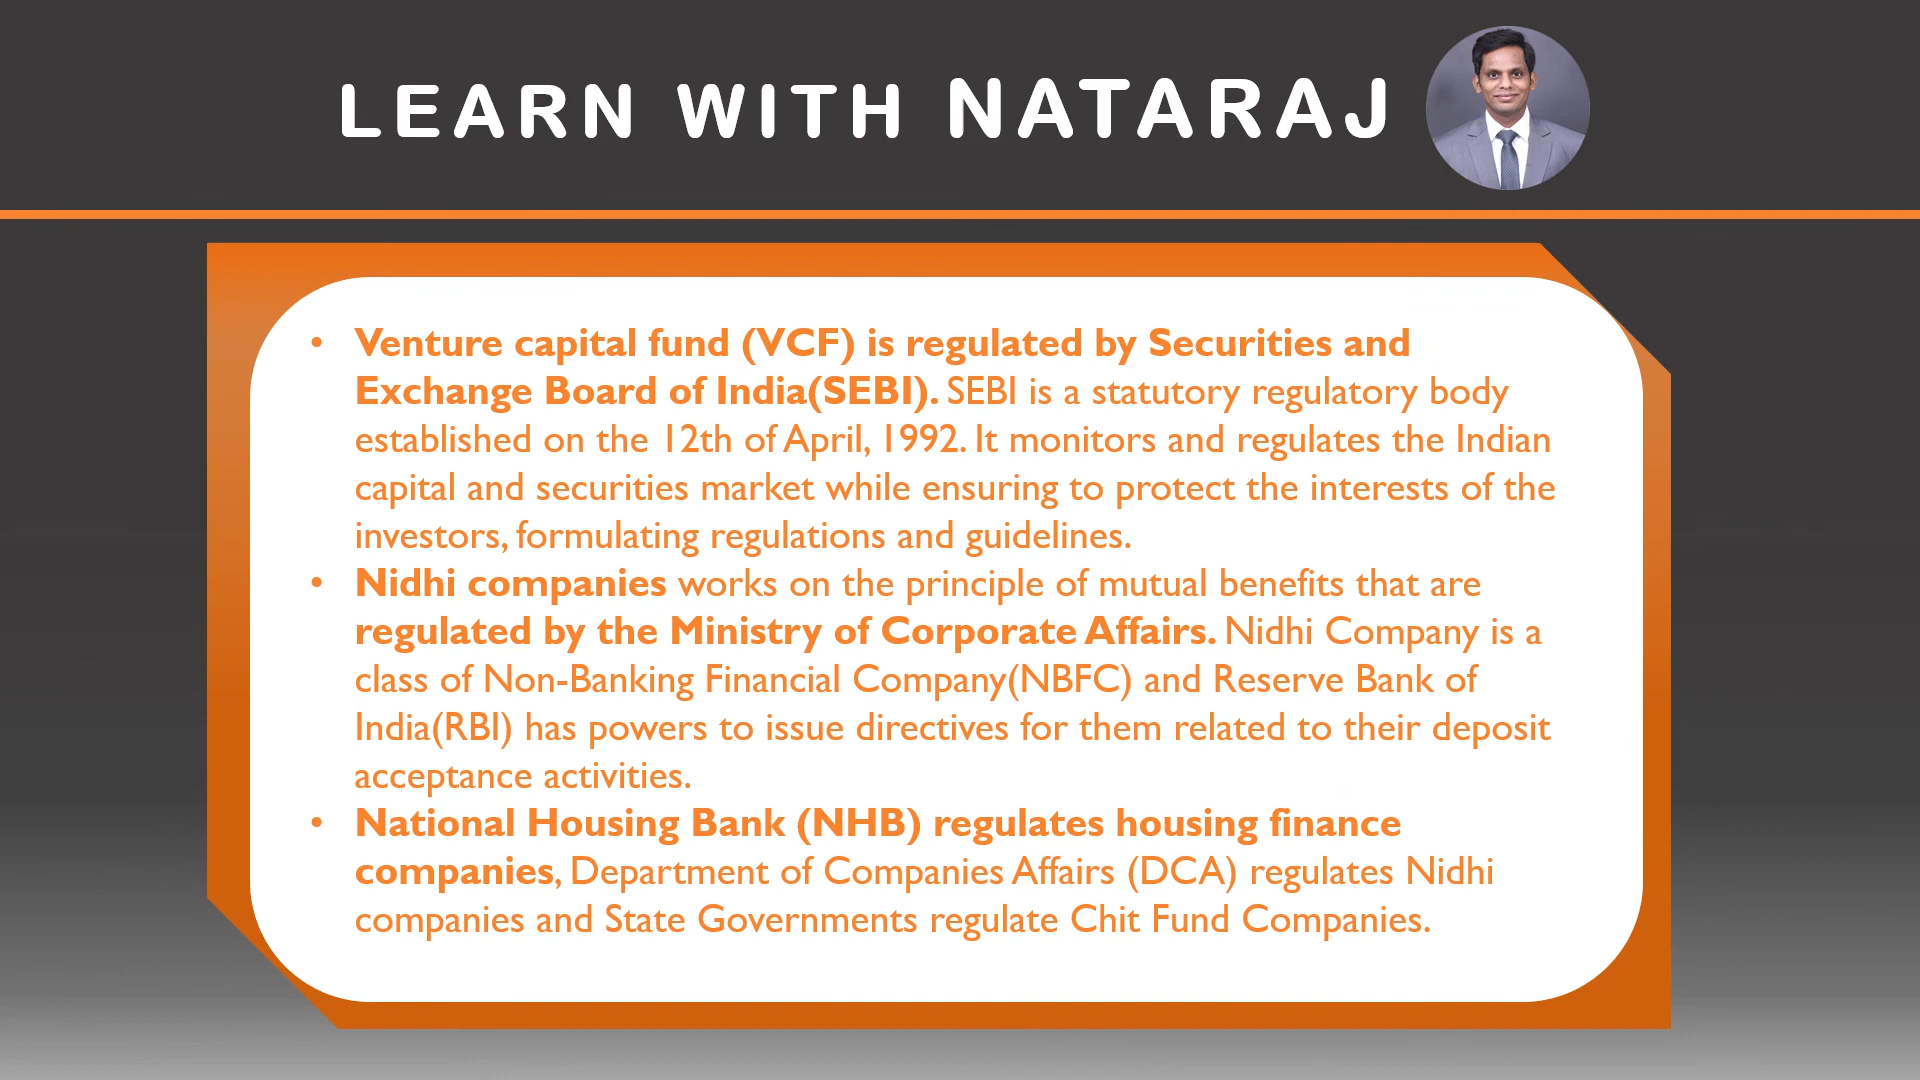 LEARN WITH NATARAJ
• Venture capital fund (VCF) is regulated by Securities and
Exchange Board of India(SEBI). SEBI is a statutory regulatory body
established on the 12th of April, 1992. It monitors and regulates the Indian
capital and securities market while ensuring to protect the interests of the
investors, formulating regulations and guidelines.
• Nidhi companies works on the principle of mutual benefits that are
regulated by the Ministry of Corporate Affairs. Nidhi Company is a
class of Non-Banking Financial Company(NBFC) and Reserve Bank of
India(RBI) has powers to issue directives for them related to their deposit
acceptance activities.
• National Housing Bank (NHB) regulates housing finance
companies, Department of Companies Affairs (DCA) regulates Nidhi
companies and State Governments regulate Chit Fund Companies.